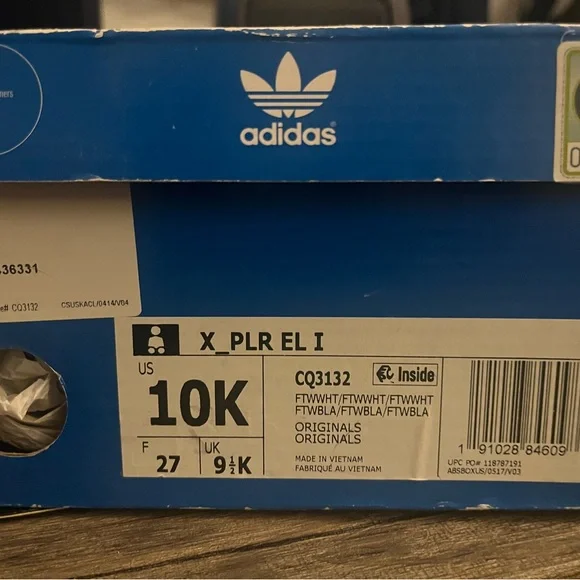 ners
adidas
0
36331
e# CQ3132
CSUSKACL/0414/V04
X_PLR EL I
US
10K
F
27
UK
9½K
CQ3132
Inside
FTWWHT/FTWWHT/FTWWHT
FTWBLA/FTWBLA/FTWBLA
ORIGINALS
ORIGINALS
MADE IN VIETNAM
FABRIQUÉ AU VIETNAM
1 91028 84609
UPC PO# 118787191
ABSBOXUS/0517/V03